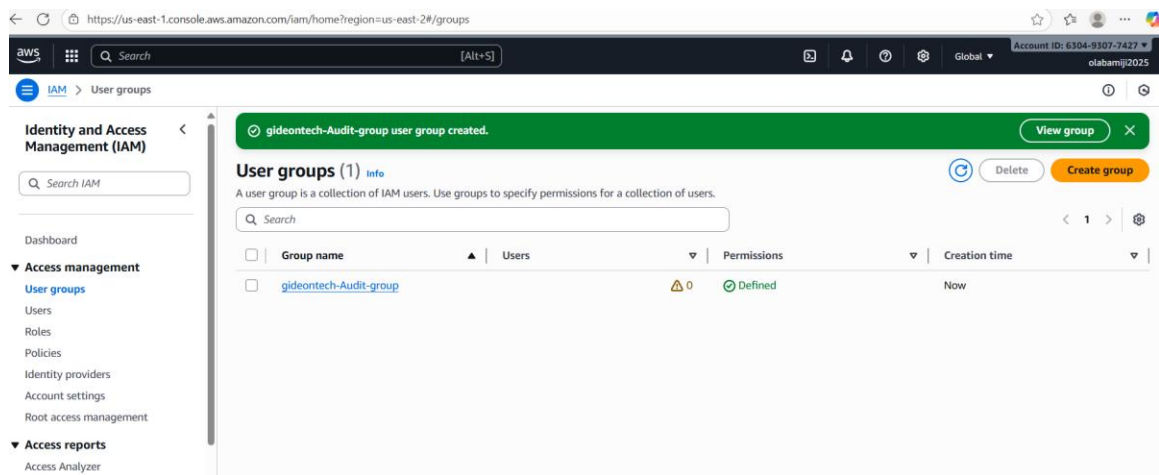 https://us-east-1.console.aws.amazon.com/iam/home?region=us-east-2#/groups
aws Search [Alt+S] Global Account ID: 6304-9307-7427
olabamiji2025
IAM > User groups
Identity and Access
Management (IAM)
Search IAM
Dashboard
Access management
User groups
Users
Roles
Policies
Identity providers
Account settings
Root access management
Access reports
Access Analyzer
gideontech-Audit-group user group created. View group
User groups (1) Info
Delete Create group
A user group is a collection of IAM users. Use groups to specify permissions for a collection of users.
Search
1
Group name Users Permissions Creation time
gideontech-Audit-group 0 Defined Now